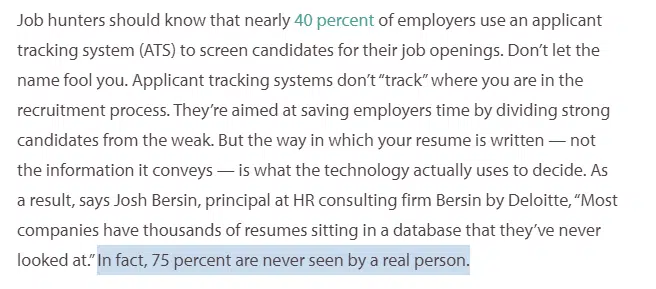 Job hunters should know that nearly 40 percent of employers use an applicant
tracking system (ATS) to screen candidates for their job openings. Don’t let the
name fool you. Applicant tracking systems don’t “track” where you are in the
recruitment process. They’re aimed at saving employers time by dividing strong
candidates from the weak. But the way in which your resume is written — not
the information it conveys — is what the technology actually uses to decide. As
a result, says Josh Bersin, principal at HR consulting firm Bersin by Deloitte, “Most
companies have thousands of resumes sitting in a database that they’ve never
looked at.” In fact, 75 percent are never seen by a real person.